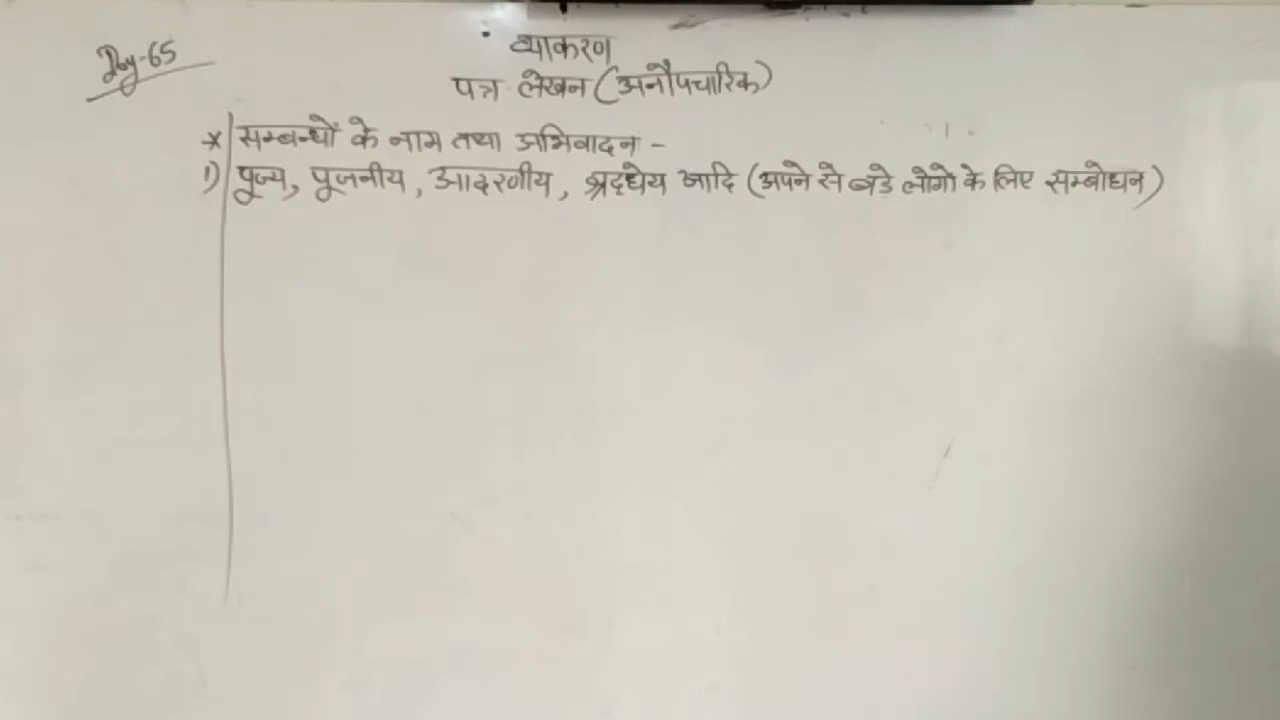 Day-65
व्याकरण
पत्र लेखन (अनौपचारिक)
* सम्बन्धों के नाम तथा अभिवादन -
1) पूज्य, पूजनीय, आदरणीय, श्रद्धेय आदि (अपने से बडे लोगो के लिए सम्बोधन)